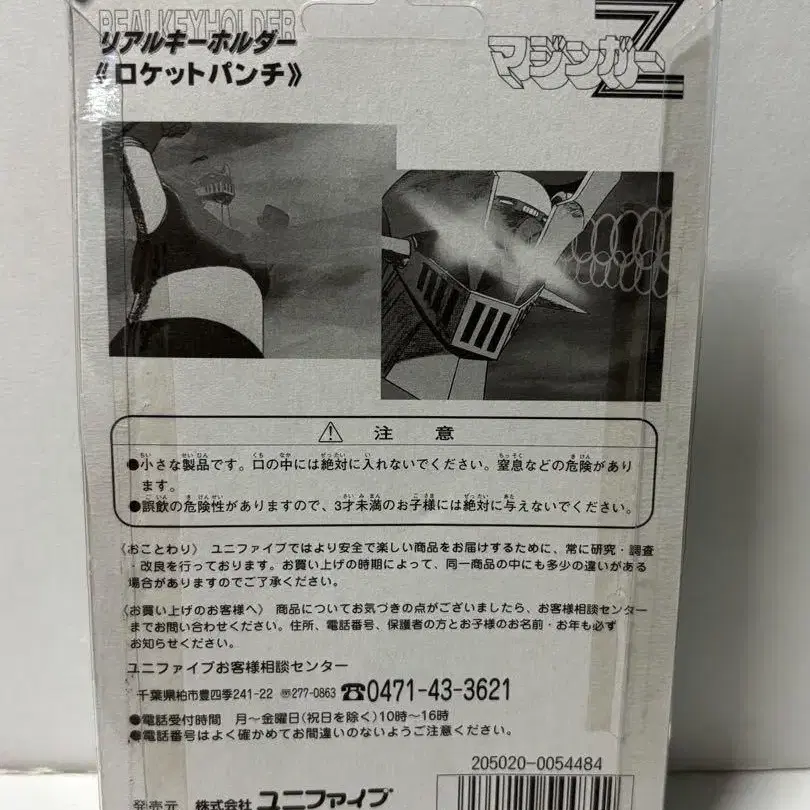 REAL KEYHOLDER
リアルキーホルダー
マジンガーZ
《ロケットパンチ》
⚠ 注意
●小さな製品です。口の中には絶対に入れないでください。窒息などの危険があり
ます。
●誤飲の危険性がありますので、3才未満のお子様には絶対に与えないでください。
〈おことわり〉 ユニファイブではより安全で楽しい商品をお届けするために、常に研究・調査
・改良を行っております。お買い上げの時期によって、同一商品の中にも多少の違いがある
場合がありますのでご了承ください。
〈お買い上げのお客様へ〉 商品についてお気づきの点がございましたら、お客様相談センター
までお問い合わせください。住所、電話番号、保護者の方とお子様のお名前・お年も必ず
お知らせください。
ユニファイブお客様相談センター
千葉県柏市豊四季241-22 〒277-0863 ☎0471-43-3621
●電話受付時間 月〜金曜日(祝日を除く)10時〜16時
●電話番号はよく確かめてお間違いのないようご注意ください。
205020-0054484
発売元 株式会社 ユニファイブ